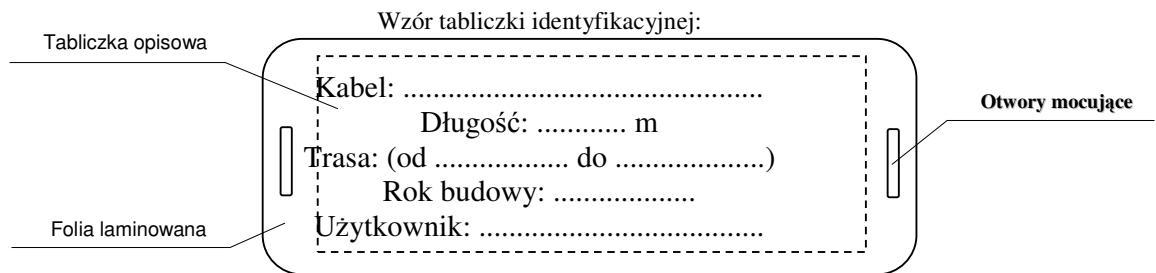 Wzór tabliczki identyfikacyjnej:
Tabliczka opisowa
Kabel: .................................................
Długość: ............ m
Otwory mocujące
Trasa: (od .................. do ....................)
Rok budowy: ...................
Folia laminowana
Użytkownik: .......................................